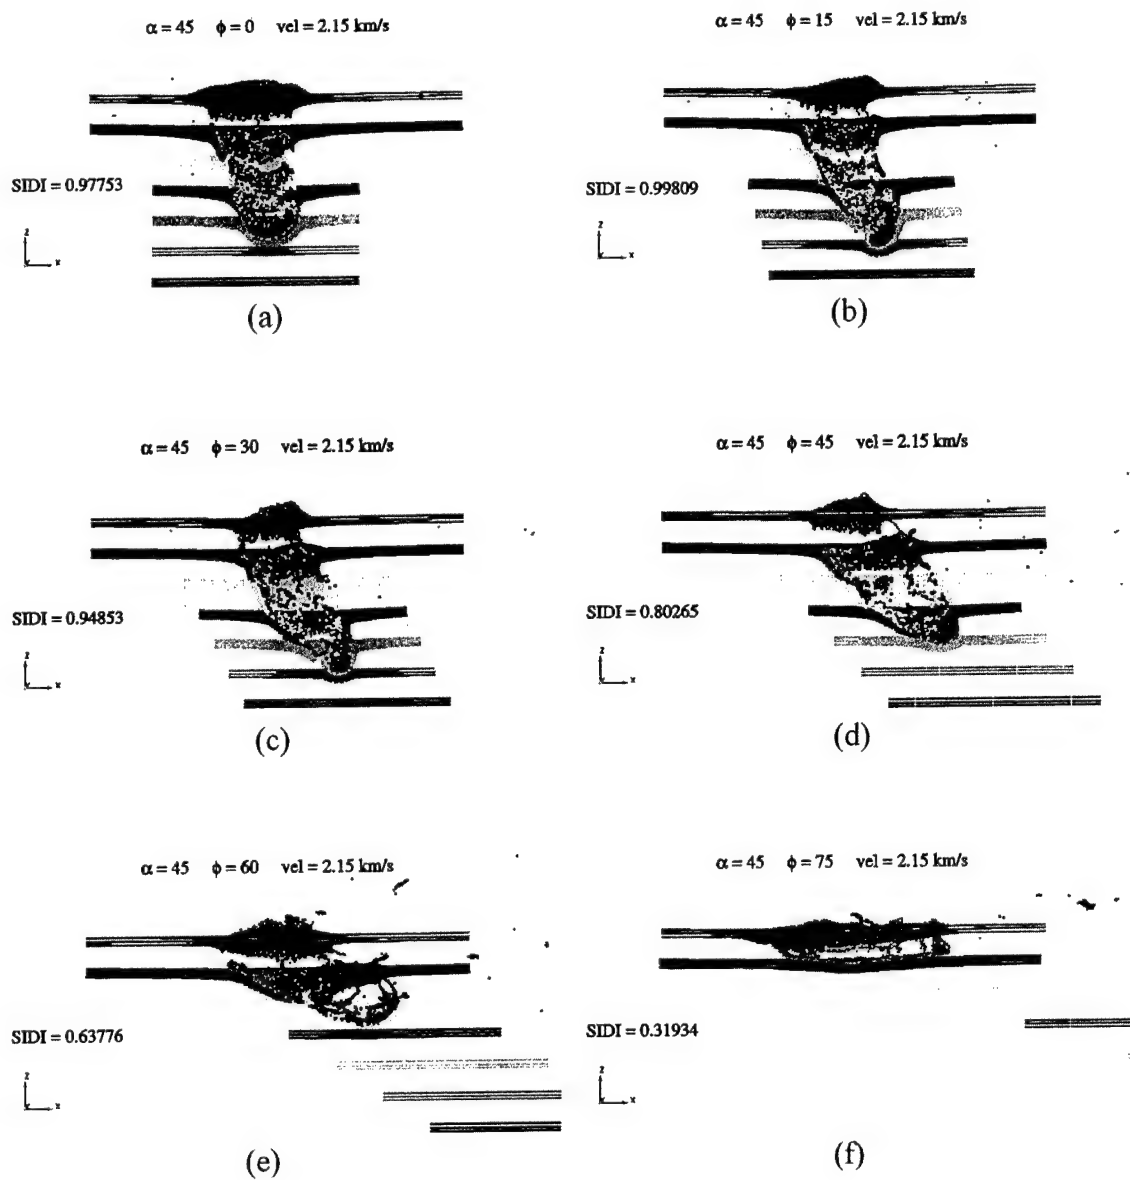 α = 45 ϕ = 0 vel = 2.15 km/s
SIDI = 0.97753
z
x
(a)
α = 45 ϕ = 15 vel = 2.15 km/s
SIDI = 0.99809
z
x
(b)
α = 45 ϕ = 30 vel = 2.15 km/s
SIDI = 0.94853
z
x
(c)
α = 45 ϕ = 45 vel = 2.15 km/s
SIDI = 0.80265
z
x
(d)
α = 45 ϕ = 60 vel = 2.15 km/s
SIDI = 0.63776
z
x
(e)
α = 45 ϕ = 75 vel = 2.15 km/s
SIDI = 0.31934
z
x
(f)